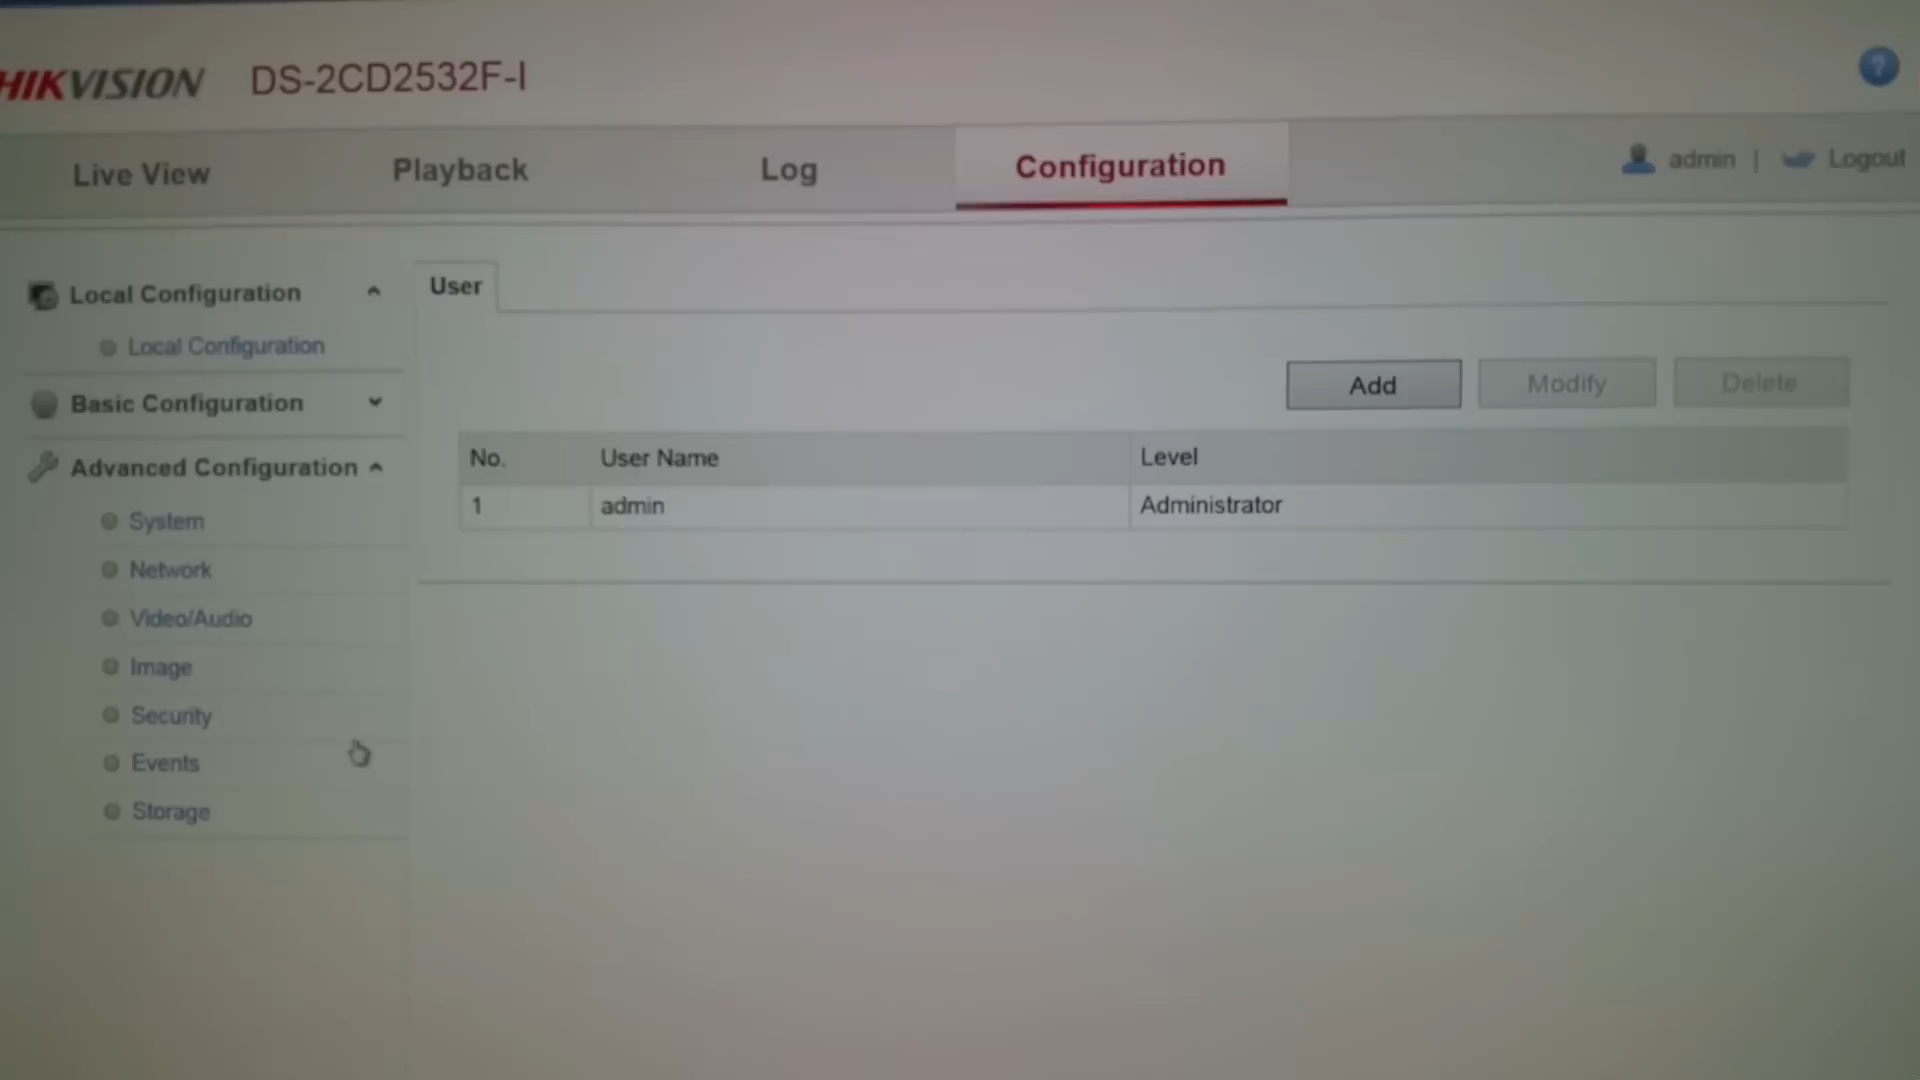 HIKVISION DS-2CD2532F-I ?
Live View Playback Log Configuration admin | Logout
Local Configuration
Local Configuration
Basic Configuration
Advanced Configuration
System
Network
Video/Audio
Image
Security
Events
Storage
User
Add Modify Delete
No. User Name Level
1 admin Administrator